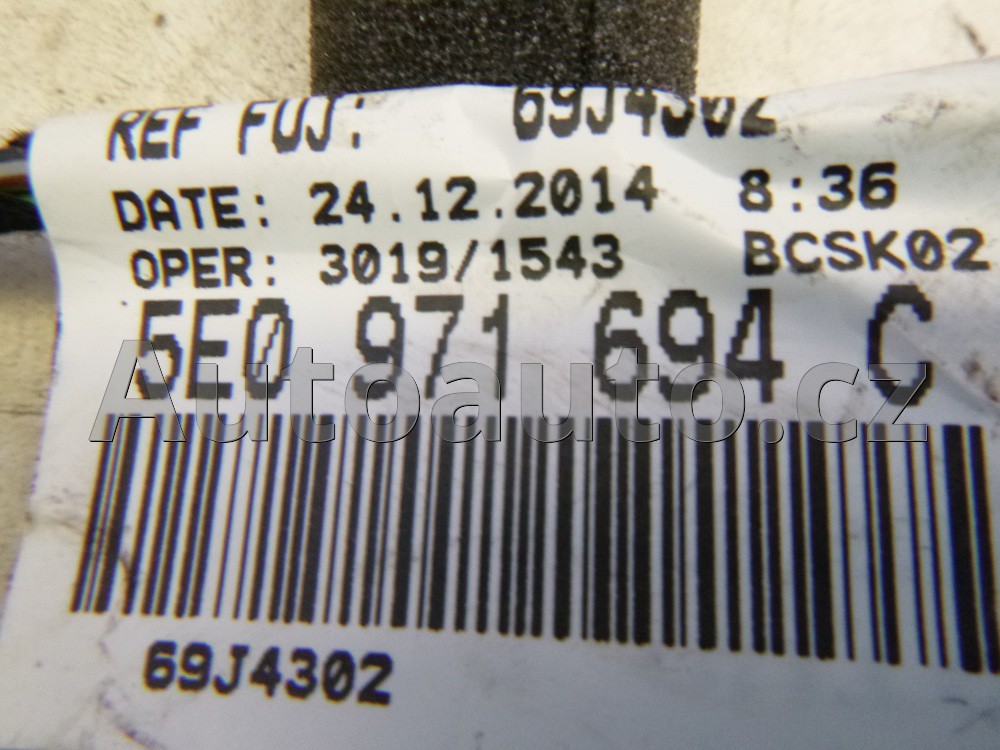 REF FUJ: 69J4302
DATE: 24.12.2014 8:36
OPER: 3019/1543 BCSK02
5E0 971 694 C
Autoauto.cz
69J4302